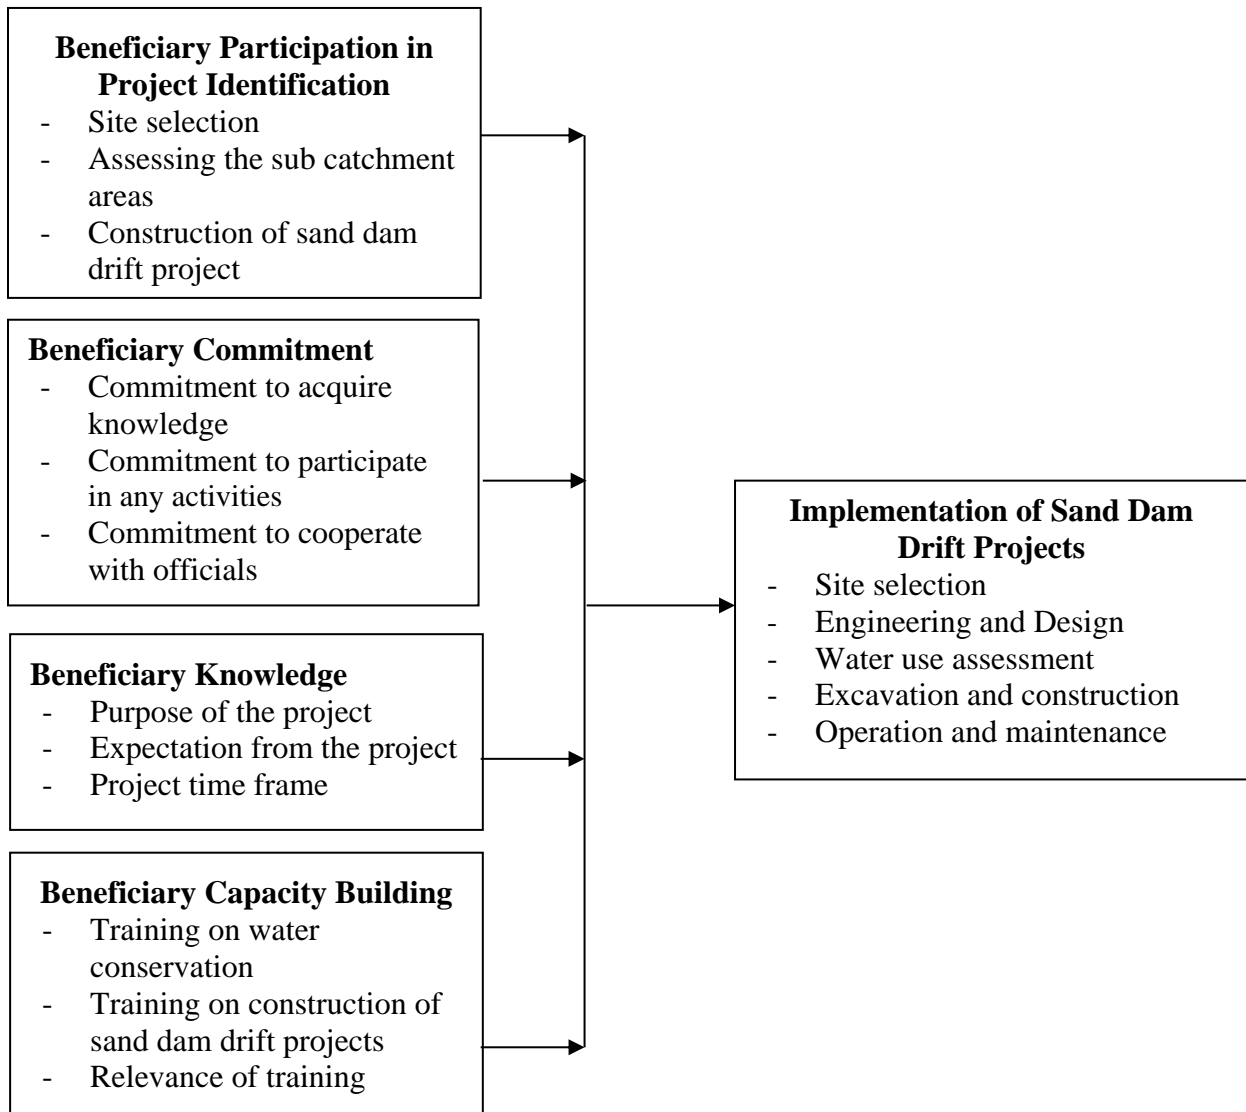 Beneficiary Participation in
Project Identification
- Site selection
- Assessing the sub catchment
areas
- Construction of sand dam
drift project
Beneficiary Commitment
- Commitment to acquire
knowledge
- Commitment to participate
in any activities
- Commitment to cooperate
with officials
Beneficiary Knowledge
- Purpose of the project
- Expectation from the project
- Project time frame
Beneficiary Capacity Building
- Training on water
conservation
- Training on construction of
sand dam drift projects
- Relevance of training
Implementation of Sand Dam
Drift Projects
- Site selection
- Engineering and Design
- Water use assessment
- Excavation and construction
- Operation and maintenance